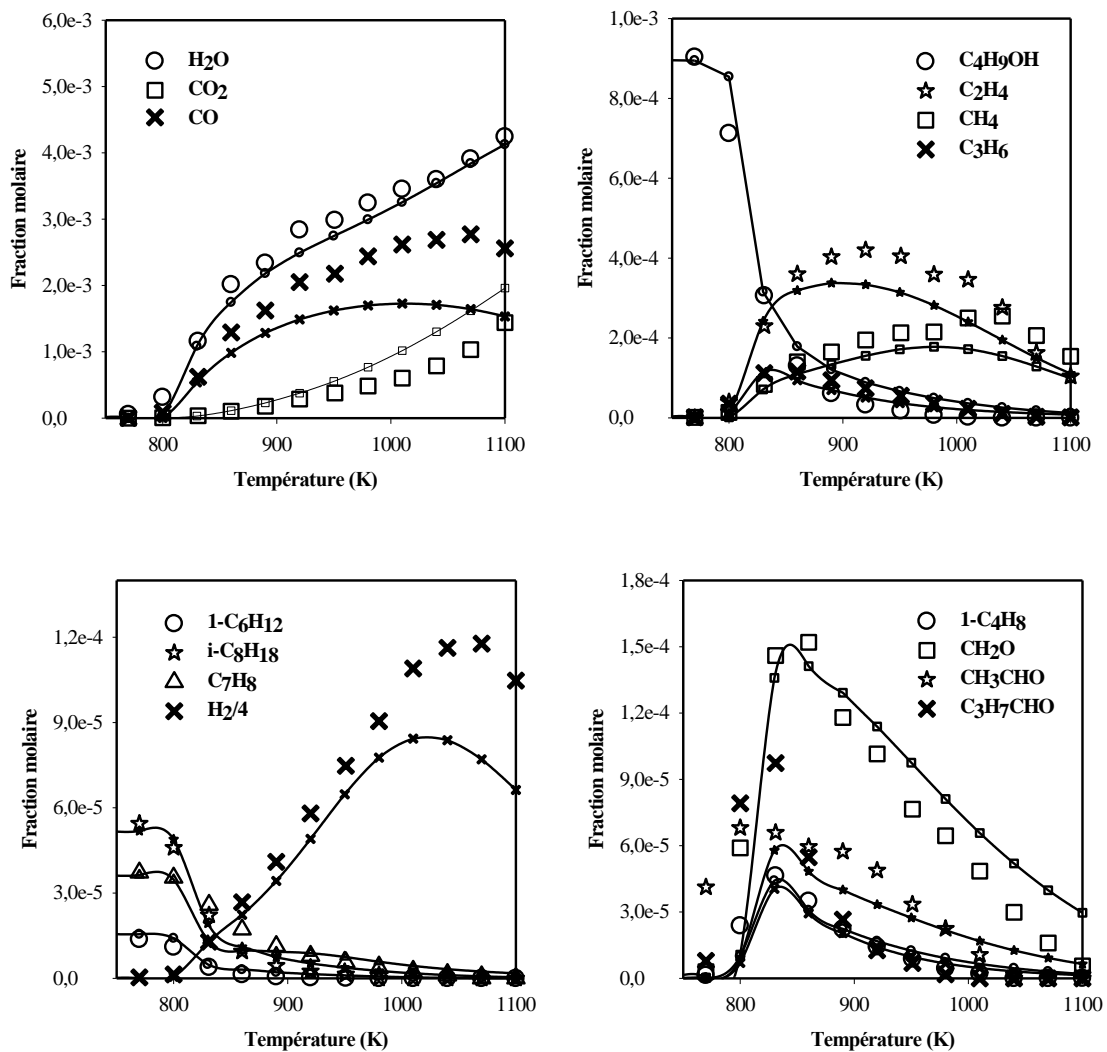 6,0e-3
5,0e-3
4,0e-3
3,0e-3
2,0e-3
1,0e-3
0,0
Fraction molaire
H2O
CO2
CO
800
900
1000
1100
Température (K)
1,0e-3
8,0e-4
6,0e-4
4,0e-4
2,0e-4
0,0
Fraction molaire
C4H9OH
C2H4
CH4
C3H6
800
900
1000
1100
Température (K)
1,2e-4
9,0e-5
6,0e-5
3,0e-5
0,0
Fraction molaire
1-C6H12
i-C8H18
C7H8
H2/4
800
900
1000
1100
Température (K)
1,8e-4
1,5e-4
1,2e-4
9,0e-5
6,0e-5
3,0e-5
0,0
Fraction molaire
1-C4H8
CH2O
CH3CHO
C3H7CHO
800
900
1000
1100
Température (K)